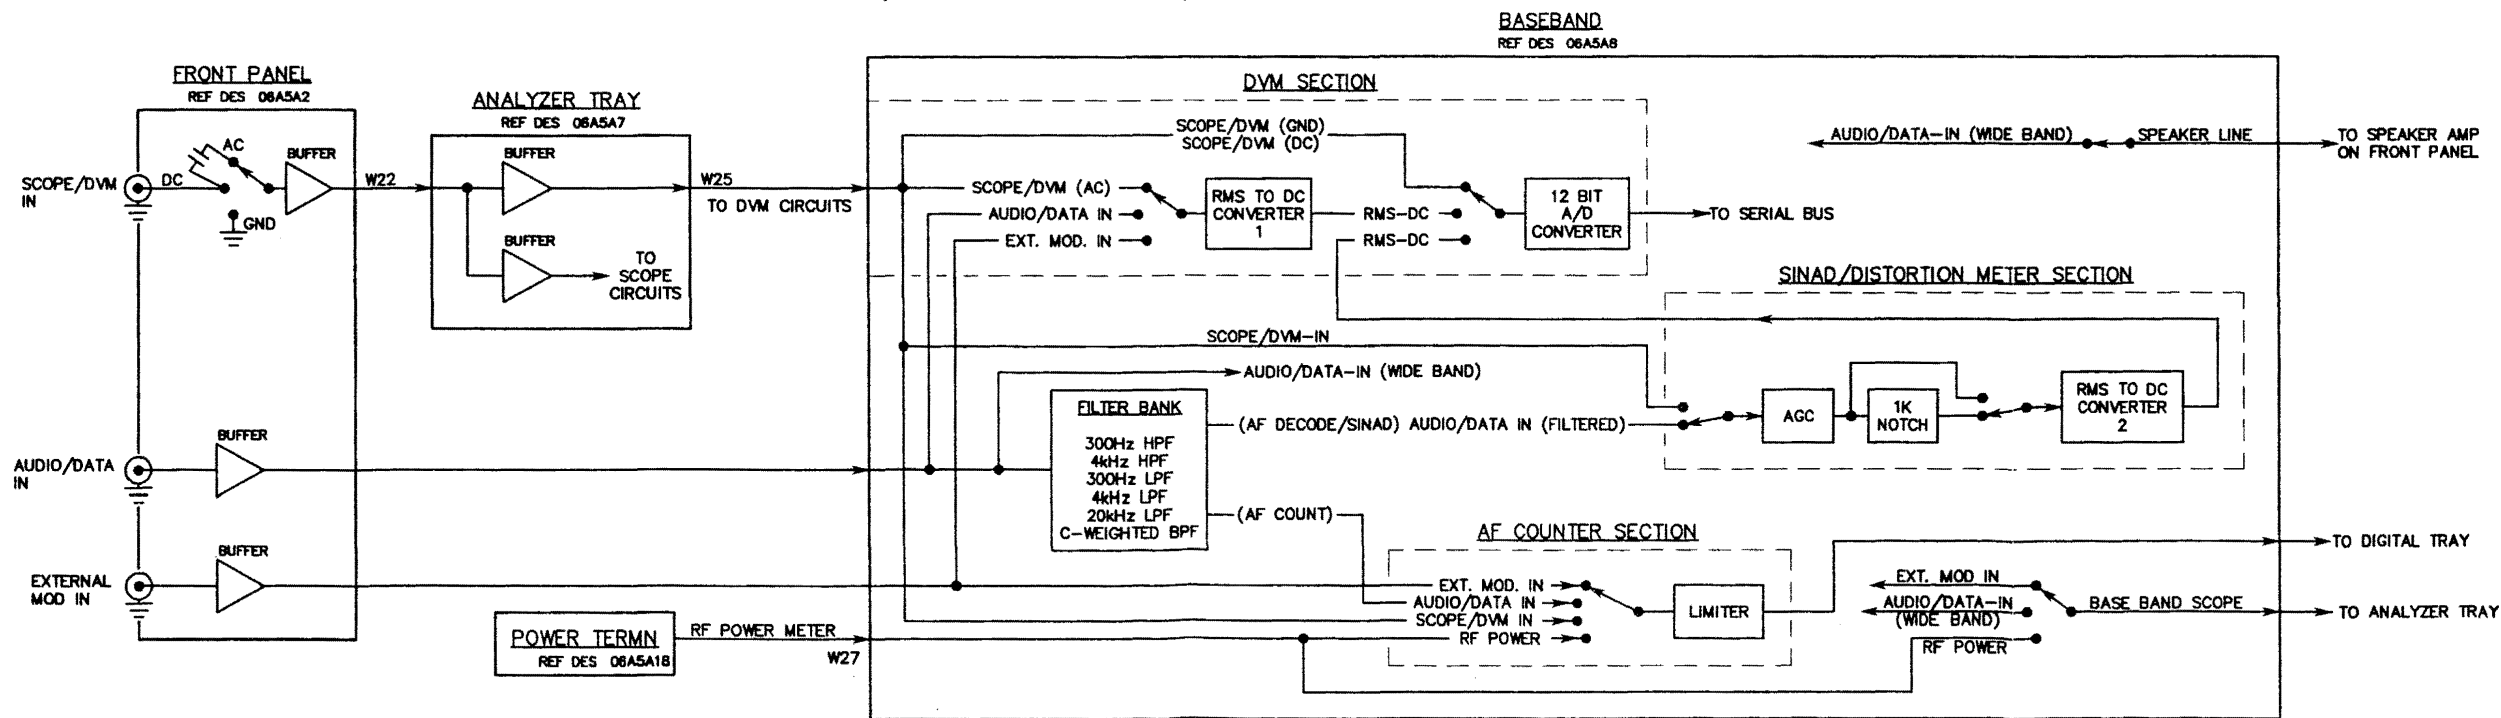 BASEBAND
REF DES 06A5A8
FRONT PANEL
REF DES 06A5A2
SCOPE/DVM
IN
DC
AC
GND
BUFFER
W22
ANALYZER TRAY
REF DES 06A5A7
BUFFER
BUFFER
TO
SCOPE
CIRCUITS
W25
TO DVM CIRCUITS
DVM SECTION
SCOPE/DVM (GND)
SCOPE/DVM (DC)
SCOPE/DVM (AC)
AUDIO/DATA IN
EXT. MOD. IN
RMS TO DC
CONVERTER
1
RMS-DC
RMS-DC
12 BIT
A/D
CONVERTER
TO SERIAL BUS
AUDIO/DATA-IN (WIDE BAND)
SPEAKER LINE
TO SPEAKER AMP
ON FRONT PANEL
SINAD/DISTORTION METER SECTION
SCOPE/DVM-IN
AUDIO/DATA-IN (WIDE BAND)
FILTER BANK
300Hz HPF
4kHz HPF
300Hz LPF
4kHz LPF
20kHz LPF
C-WEIGHTED BPF
(AF DECODE/SINAD) AUDIO/DATA IN (FILTERED)
(AF COUNT)
AGC
1K
NOTCH
RMS TO DC
CONVERTER
2
AUDIO/DATA
IN
BUFFER
EXTERNAL
MOD IN
BUFFER
POWER TERMN
REF DES 06A5A18
RF POWER METER
W27
AF COUNTER SECTION
EXT. MOD. IN
AUDIO/DATA IN
SCOPE/DVM IN
RF POWER
LIMITER
TO DIGITAL TRAY
EXT. MOD IN
AUDIO/DATA-IN
(WIDE BAND)
RF POWER
BASE BAND SCOPE
TO ANALYZER TRAY